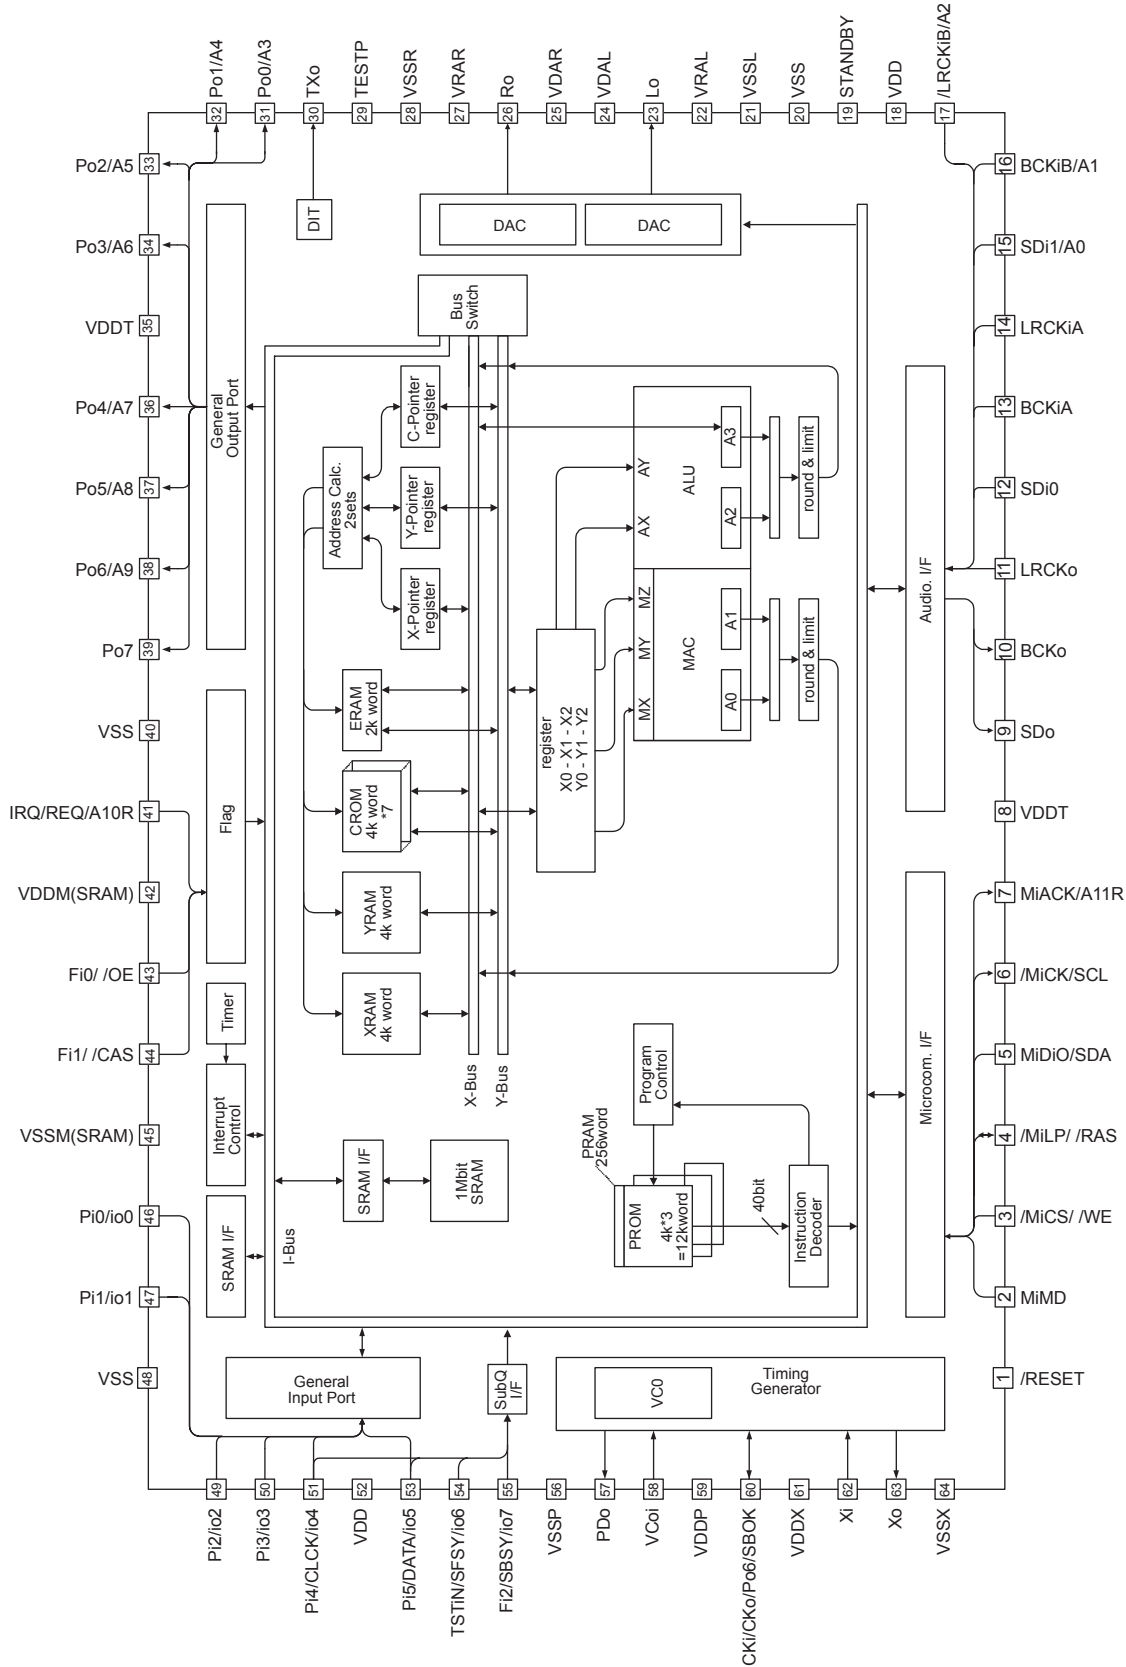 Po1/A4
Po0/A3
TXo
TESTP
VSSR
VRAR
Ro
VDAR
VDAL
Lo
VRAL
VSSL
VSS
STANDBY
VDD
/LRCKiB/A2
32
31
30
29
28
27
26
25
24
23
22
21
20
19
18
17
Po2/A5
33
Po3/A6
34
VDDT
35
Po4/A7
36
Po5/A8
37
Po6/A9
38
Po7
39
VSS
40
IRQ/REQ/A10R
41
VDDM(SRAM)
42
Fi0/ /OE
43
Fi1/ /CAS
44
VSSM(SRAM)
45
Pi0/io0
46
Pi1/io1
47
VSS
48
16
BCKiB/A1
15
SDi1/A0
14
LRCKiA
13
BCKiA
12
SDi0
11
LRCKo
10
BCKo
9
SDo
8
VDDT
7
MiACK/A11R
6
/MiCK/SCL
5
MiDiO/SDA
4
/MiLP/ /RAS
3
/MiCS/ /WE
2
MiMD
1
/RESET
DIT
DAC
DAC
Bus
Switch
General
Output Port
Address Calc.
2sets
C-Pointer
register
Y-Pointer
register
X-Pointer
register
ERAM
2k word
CROM
4k word
*7
YRAM
4k word
XRAM
4k word
X-Bus
Y-Bus
register
X0 - X1 - X2
Y0 - Y1 - Y2
AY
AX
ALU
A3
A2
MZ
MY
MX
MAC
A1
A0
round & limit
round & limit
Audio. I/F
Flag
Timer
Interrupt
Control
SRAM I/F
I-Bus
SRAM I/F
1Mbit
SRAM
Program
Control
PRAM
256word
PROM
4k*3
=12kword
40bit
Instruction
Decoder
Microcom. I/F
General
Input Port
SubQ
I/F
VC0
Timing
Generator
49
50
51
52
53
54
55
56
57
58
59
60
61
62
63
64
Pi2/io2
Pi3/io3
Pi4/CLCK/io4
VDD
Pi5/DATA/io5
TSTiN/SFSY/io6
Fi2/SBSY/io7
VSSP
PDo
VCoi
VDDP
CKi/CKo/Po6/SBOK
VDDX
Xi
Xo
VSSX